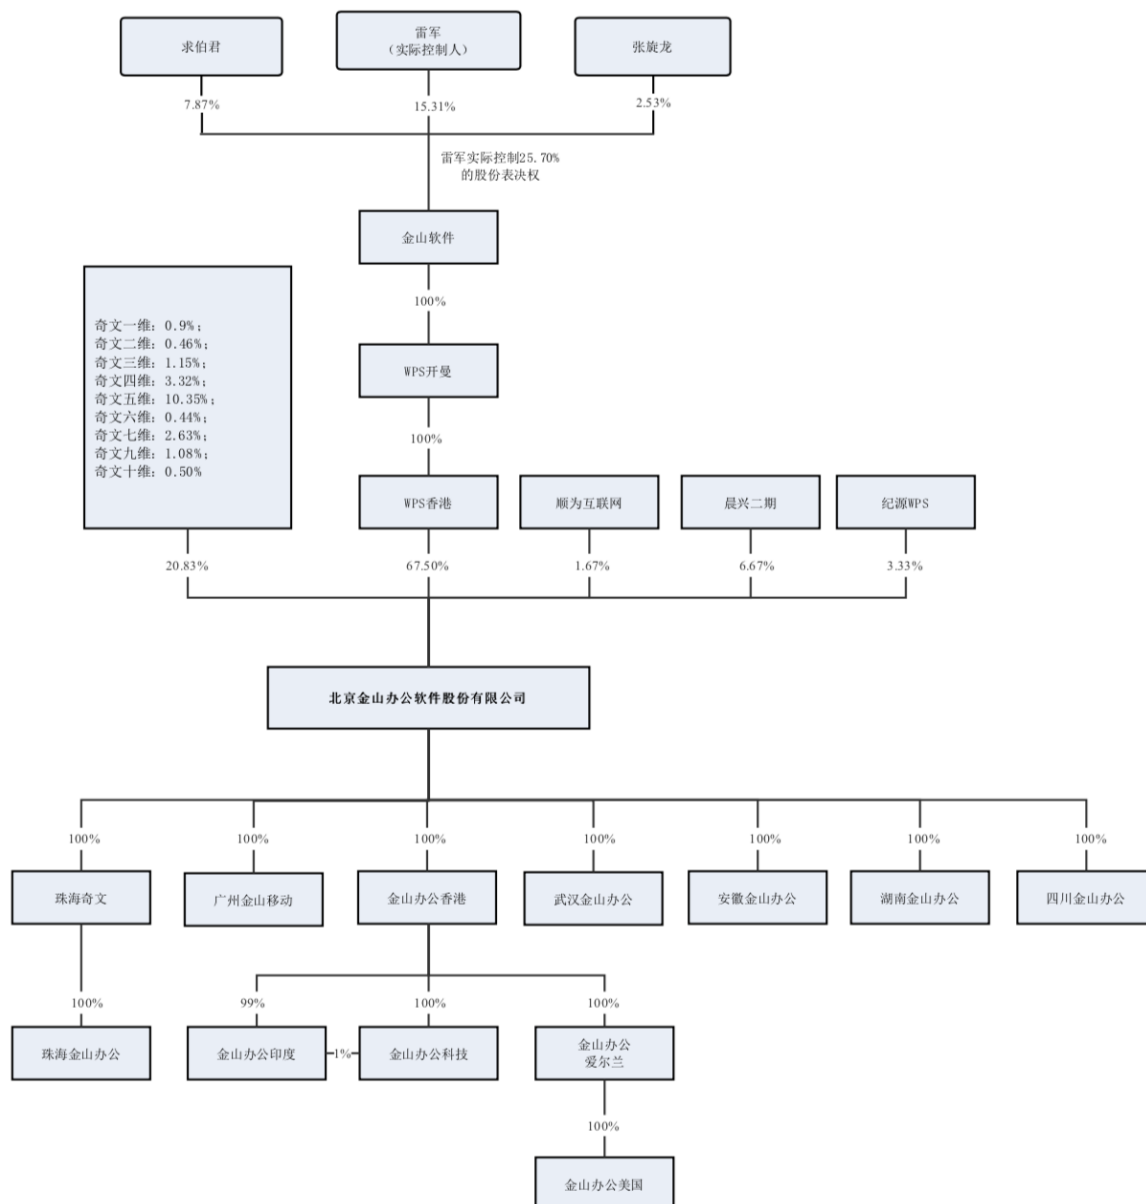 求伯君
雷军
（实际控制人）
张旋龙
7.87%
15.31%
2.53%
雷军实际控制25.70%
的股份表决权
金山软件
100%
奇文一维：0.9%；
奇文二维：0.46%；
奇文三维：1.15%；
奇文四维：3.32%；
奇文五维：10.35%；
奇文六维：0.44%；
奇文七维：2.63%；
奇文九维：1.08%；
奇文十维：0.50%
WPS开曼
100%
WPS香港
顺为互联网
晨兴二期
纪源WPS
20.83%
67.50%
1.67%
6.67%
3.33%
北京金山办公软件股份有限公司
100%
100%
100%
100%
100%
100%
100%
珠海奇文
广州金山移动
金山办公香港
武汉金山办公
安徽金山办公
湖南金山办公
四川金山办公
100%
99%
100%
100%
珠海金山办公
金山办公印度
1%
金山办公科技
金山办公
爱尔兰
100%
金山办公美国